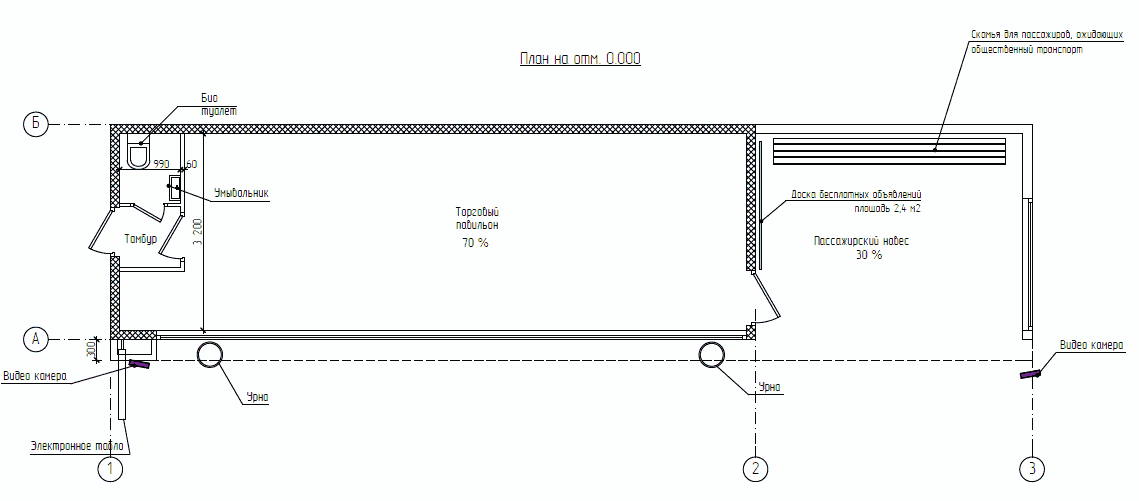 План на отм. 0.000
Скамья для пассажиров, ожидающих
общественный транспорт
Био
туалет
Б
990
60
Умывальник
Доска бесплатных объявлений
площадь 2,4 м2
Торговый
павильон
70 %
3 200
Тамбур
Пассажирский навес
30 %
А
300
Видео камера
Видео камера
Урна
Урна
Электронное табло
1
2
3